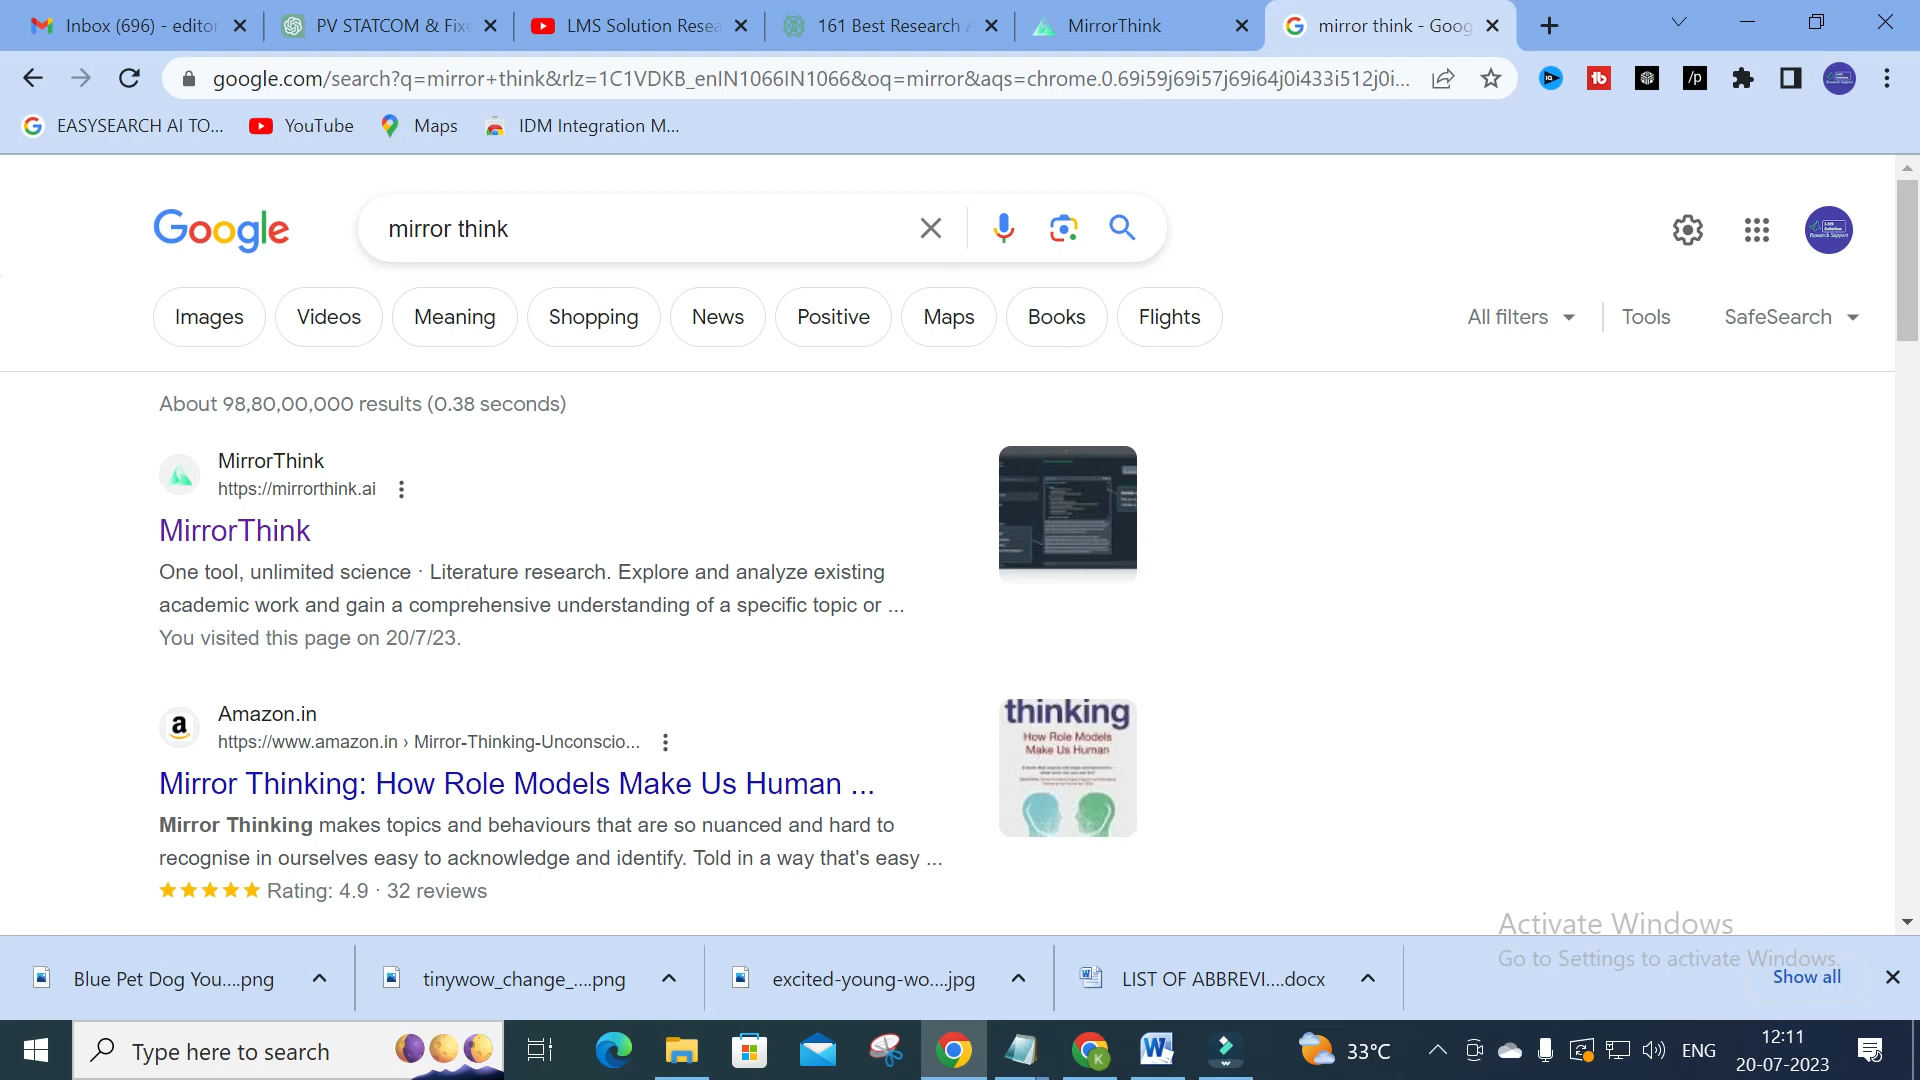 Inbox (696) - editor
PV STATCOM & Fixe
LMS Solution Resea
161 Best Research A
MirrorThink
mirror think - Goog
google.com/search?q=mirror+think&rlz=1C1VDKB_enIN1066IN1066&oq=mirror&aqs=chrome.0.69i59j69i57j69i64j0i433i512j0i...
EASYSEARCH AI TO...
YouTube
Maps
IDM Integration M...
Google
mirror think
Images
Videos
Meaning
Shopping
News
Positive
Maps
Books
Flights
All filters
Tools
SafeSearch
About 98,80,00,000 results (0.38 seconds)
MirrorThink
https://mirrorthink.ai
MirrorThink
One tool, unlimited science · Literature research. Explore and analyze existing
academic work and gain a comprehensive understanding of a specific topic or ...
You visited this page on 20/7/23.
Amazon.in
https://www.amazon.in › Mirror-Thinking-Unconscio...
Mirror Thinking: How Role Models Make Us Human ...
Mirror Thinking makes topics and behaviours that are so nuanced and hard to
recognise in ourselves easy to acknowledge and identify. Told in a way that's easy ...
Rating: 4.9 · 32 reviews
thinking
How Role Models
Make Us Human
Activate Windows
Go to Settings to activate Windows.
Blue Pet Dog You....png
tinywow_change_....png
excited-young-wo....jpg
LIST OF ABBREVI....docx
Show all
Type here to search
33°C
ENG
12:11
20-07-2023